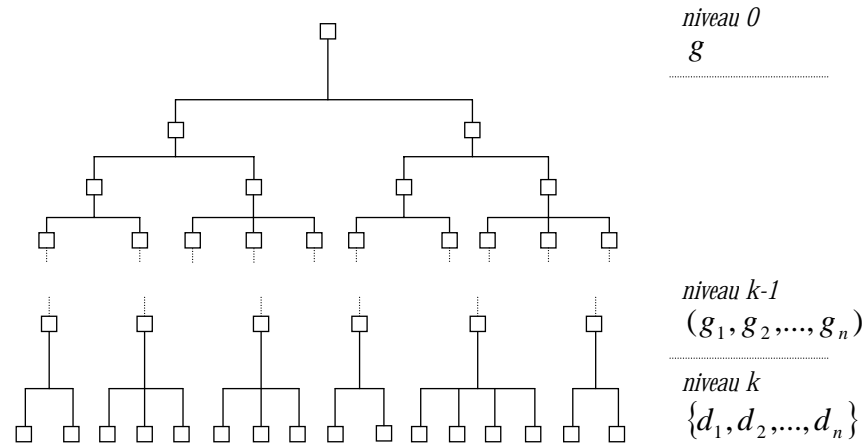 niveau 0
g
niveau k-1
(g₁, g₂,..., gₙ)
niveau k
{d₁, d₂,..., dₙ}